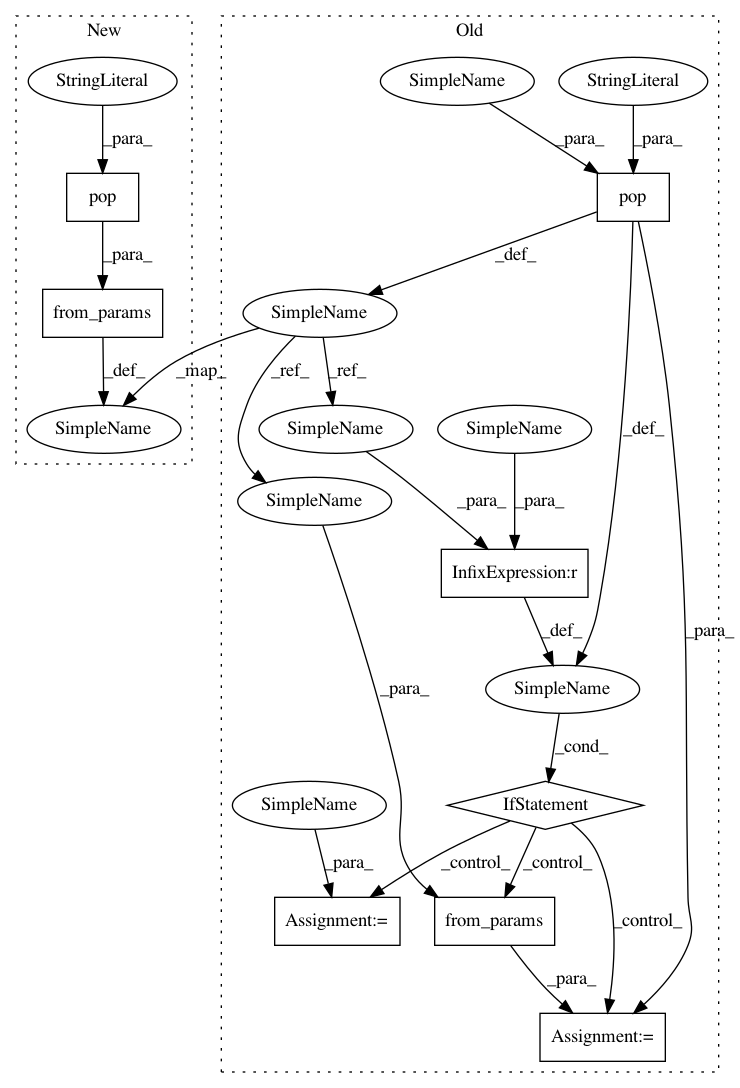 New
Old
StringLiteral
SimpleName
StringLiteral
_para_
_para_
_para_
pop
pop
_para_
_def_
from_params
SimpleName
_def_
_map_
_ref_
_ref_
_def_
SimpleName
SimpleName
SimpleName
SimpleName
_para_
_para_
InfixExpression:r
_def_
_para_
SimpleName
_para_
_cond_
SimpleName
IfStatement
_para_
_control_
_control_
Assignment:=
from_params
_control_
_para_
Assignment:=